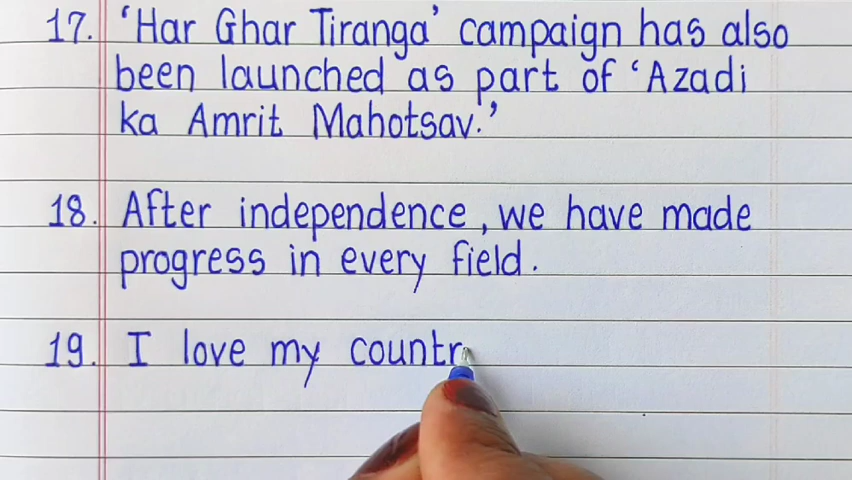 17. 'Har Ghar Tiranga' campaign has also
been launched as part of 'Azadi
ka Amrit Mahotsav.'
18. After independence, we have made
progress in every field.
19. I love my countr